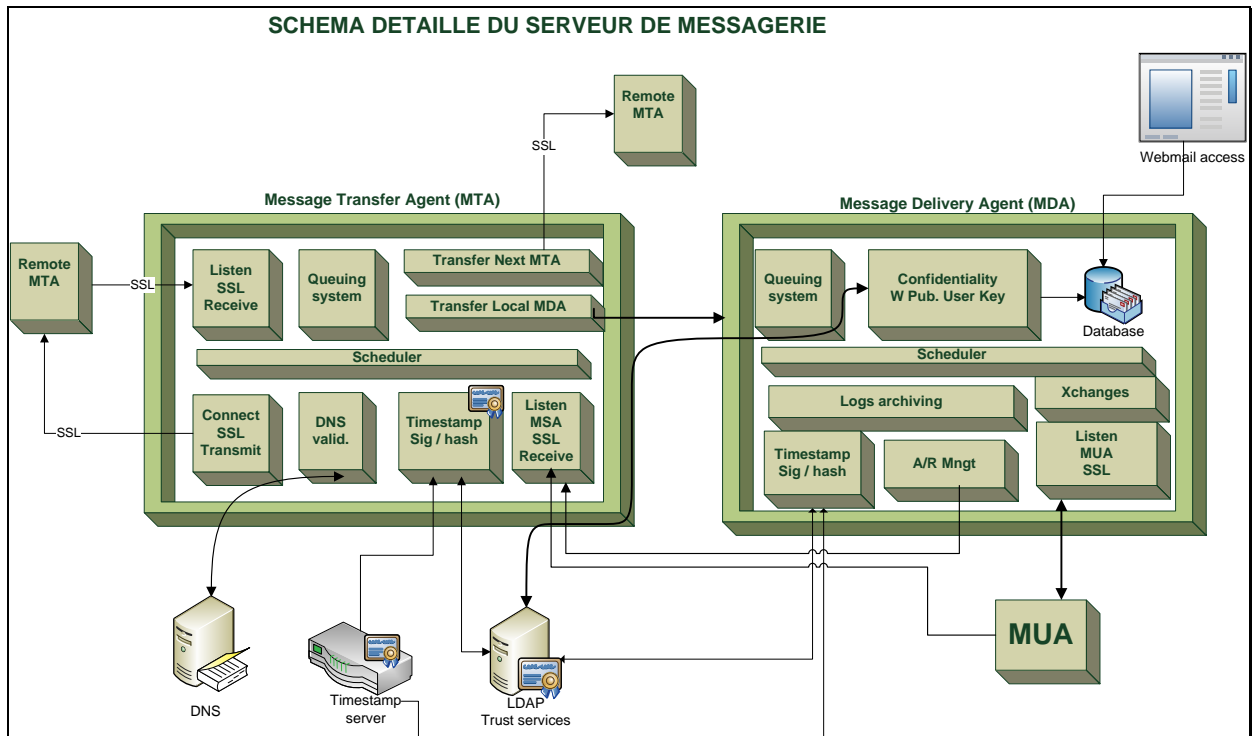 SCHEMA DETAILLE DU SERVEUR DE MESSAGERIE
Remote
MTA
SSL
Webmail access
Message Transfer Agent (MTA)
Message Delivery Agent (MDA)
Remote
MTA
SSL
Listen
SSL
Receive
Queuing
system
Transfer Next MTA
Transfer Local MDA
Queuing
system
Confidentiality
W Pub. User Key
Database
Scheduler
Scheduler
Connect
SSL
Transmit
SSL
DNS
valid.
Timestamp
Sig / hash
Listen
MSA
SSL
Receive
Logs archiving
Xchanges
Timestamp
Sig / hash
A/R Mngt
Listen
MUA
SSL
MUA
DNS
Timestamp
server
LDAP
Trust services